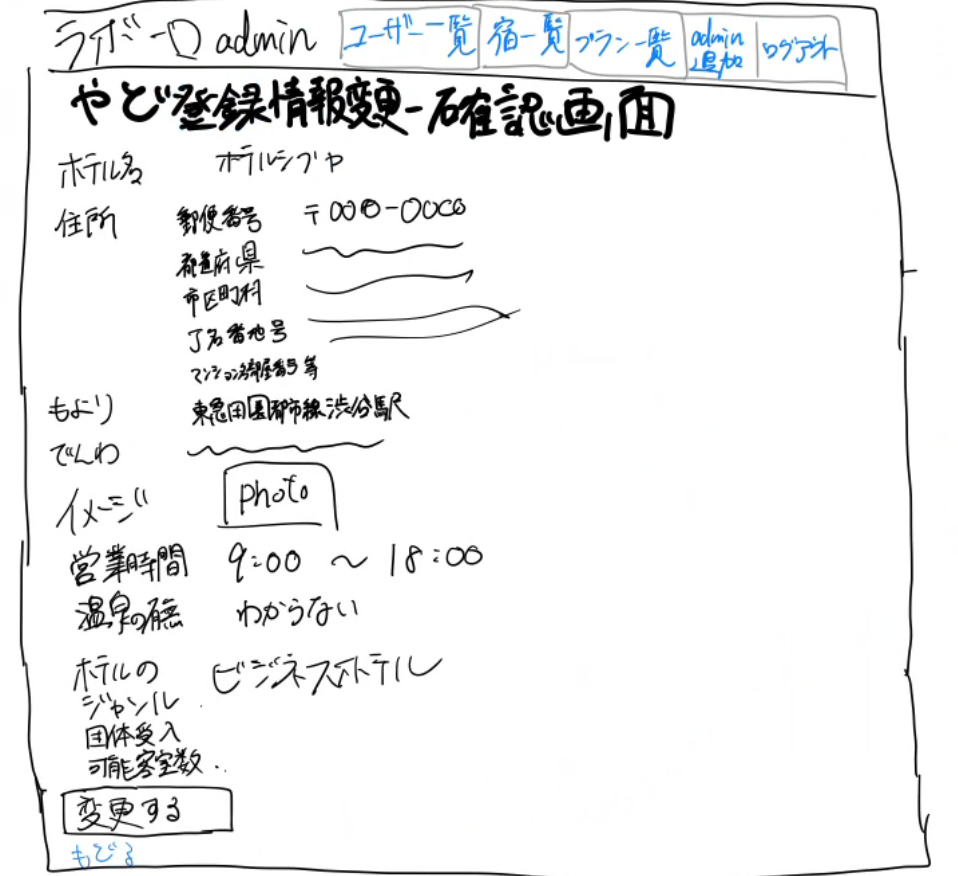 ライボーロ admin ユーザー一覧 宿一覧 プラン一覧 admin追加 ログアウト
やど登録情報変更-確認画面
ホテル名 ホテルシブヤ
住所 郵便番号 〒000-0000
都道府県
市区町村
丁名番地号
マンション名部屋番号等
もより 東急田園都市線渋谷駅
でんわ
イメージ photo
営業時間 9:00 ~ 18:00
温泉の有無 わからない
ホテルの ビジネスホテル
ジャンル
団体受入
可能客室数
変更する
もどる